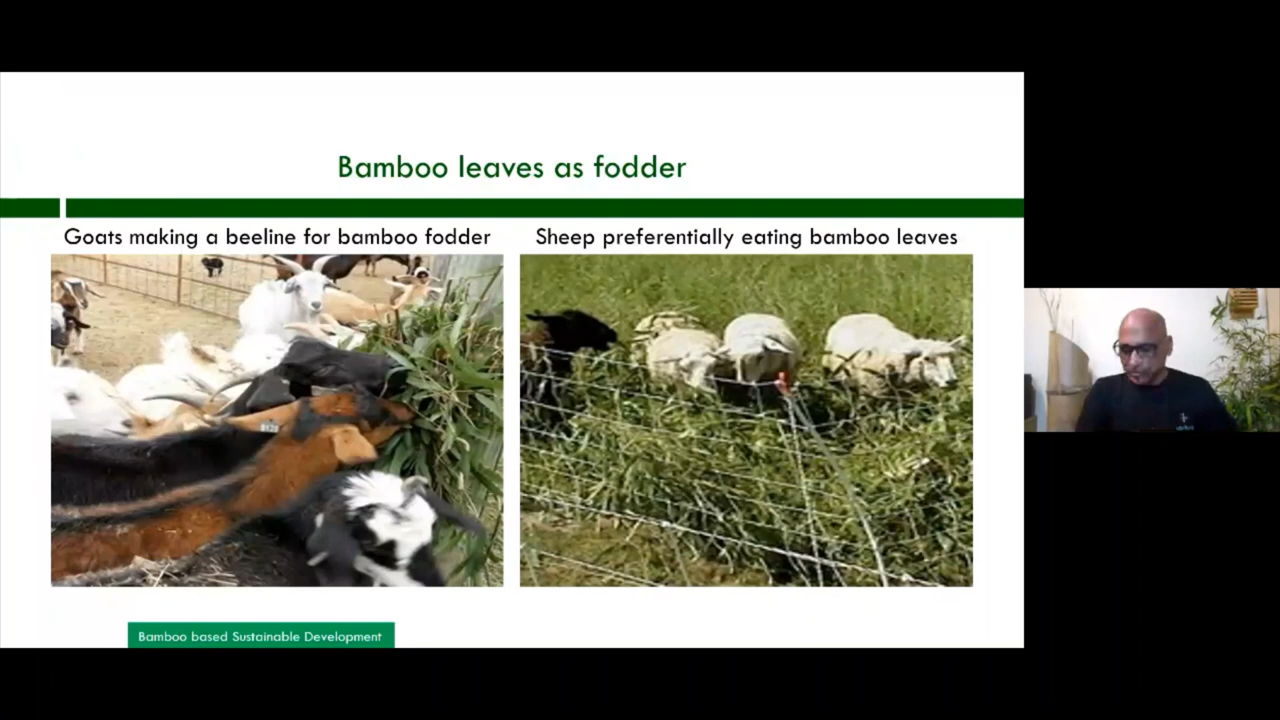 Bamboo leaves as fodder
Goats making a beeline for bamboo fodder
Sheep preferentially eating bamboo leaves
Bamboo based Sustainable Development